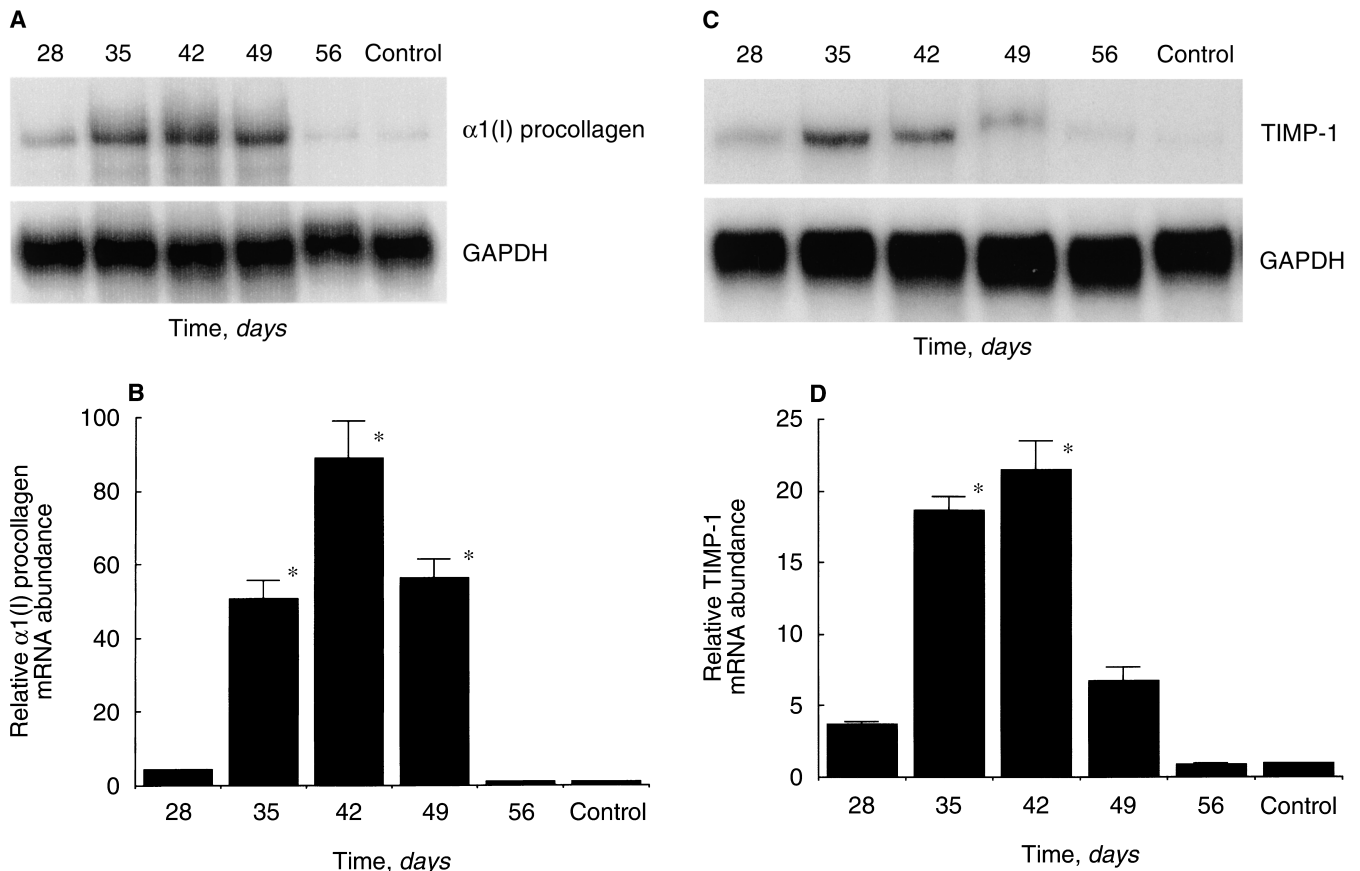 A
28 35 42 49 56 Control
α1(I) procollagen
GAPDH
Time, days
B
100
80
60
40
20
0
Relative α1(I) procollagen
mRNA abundance
*
*
*
28 35 42 49 56 Control
Time, days
C
28 35 42 49 56 Control
TIMP-1
GAPDH
Time, days
D
25
20
15
10
5
0
Relative TIMP-1
mRNA abundance
*
*
28 35 42 49 56 Control
Time, days